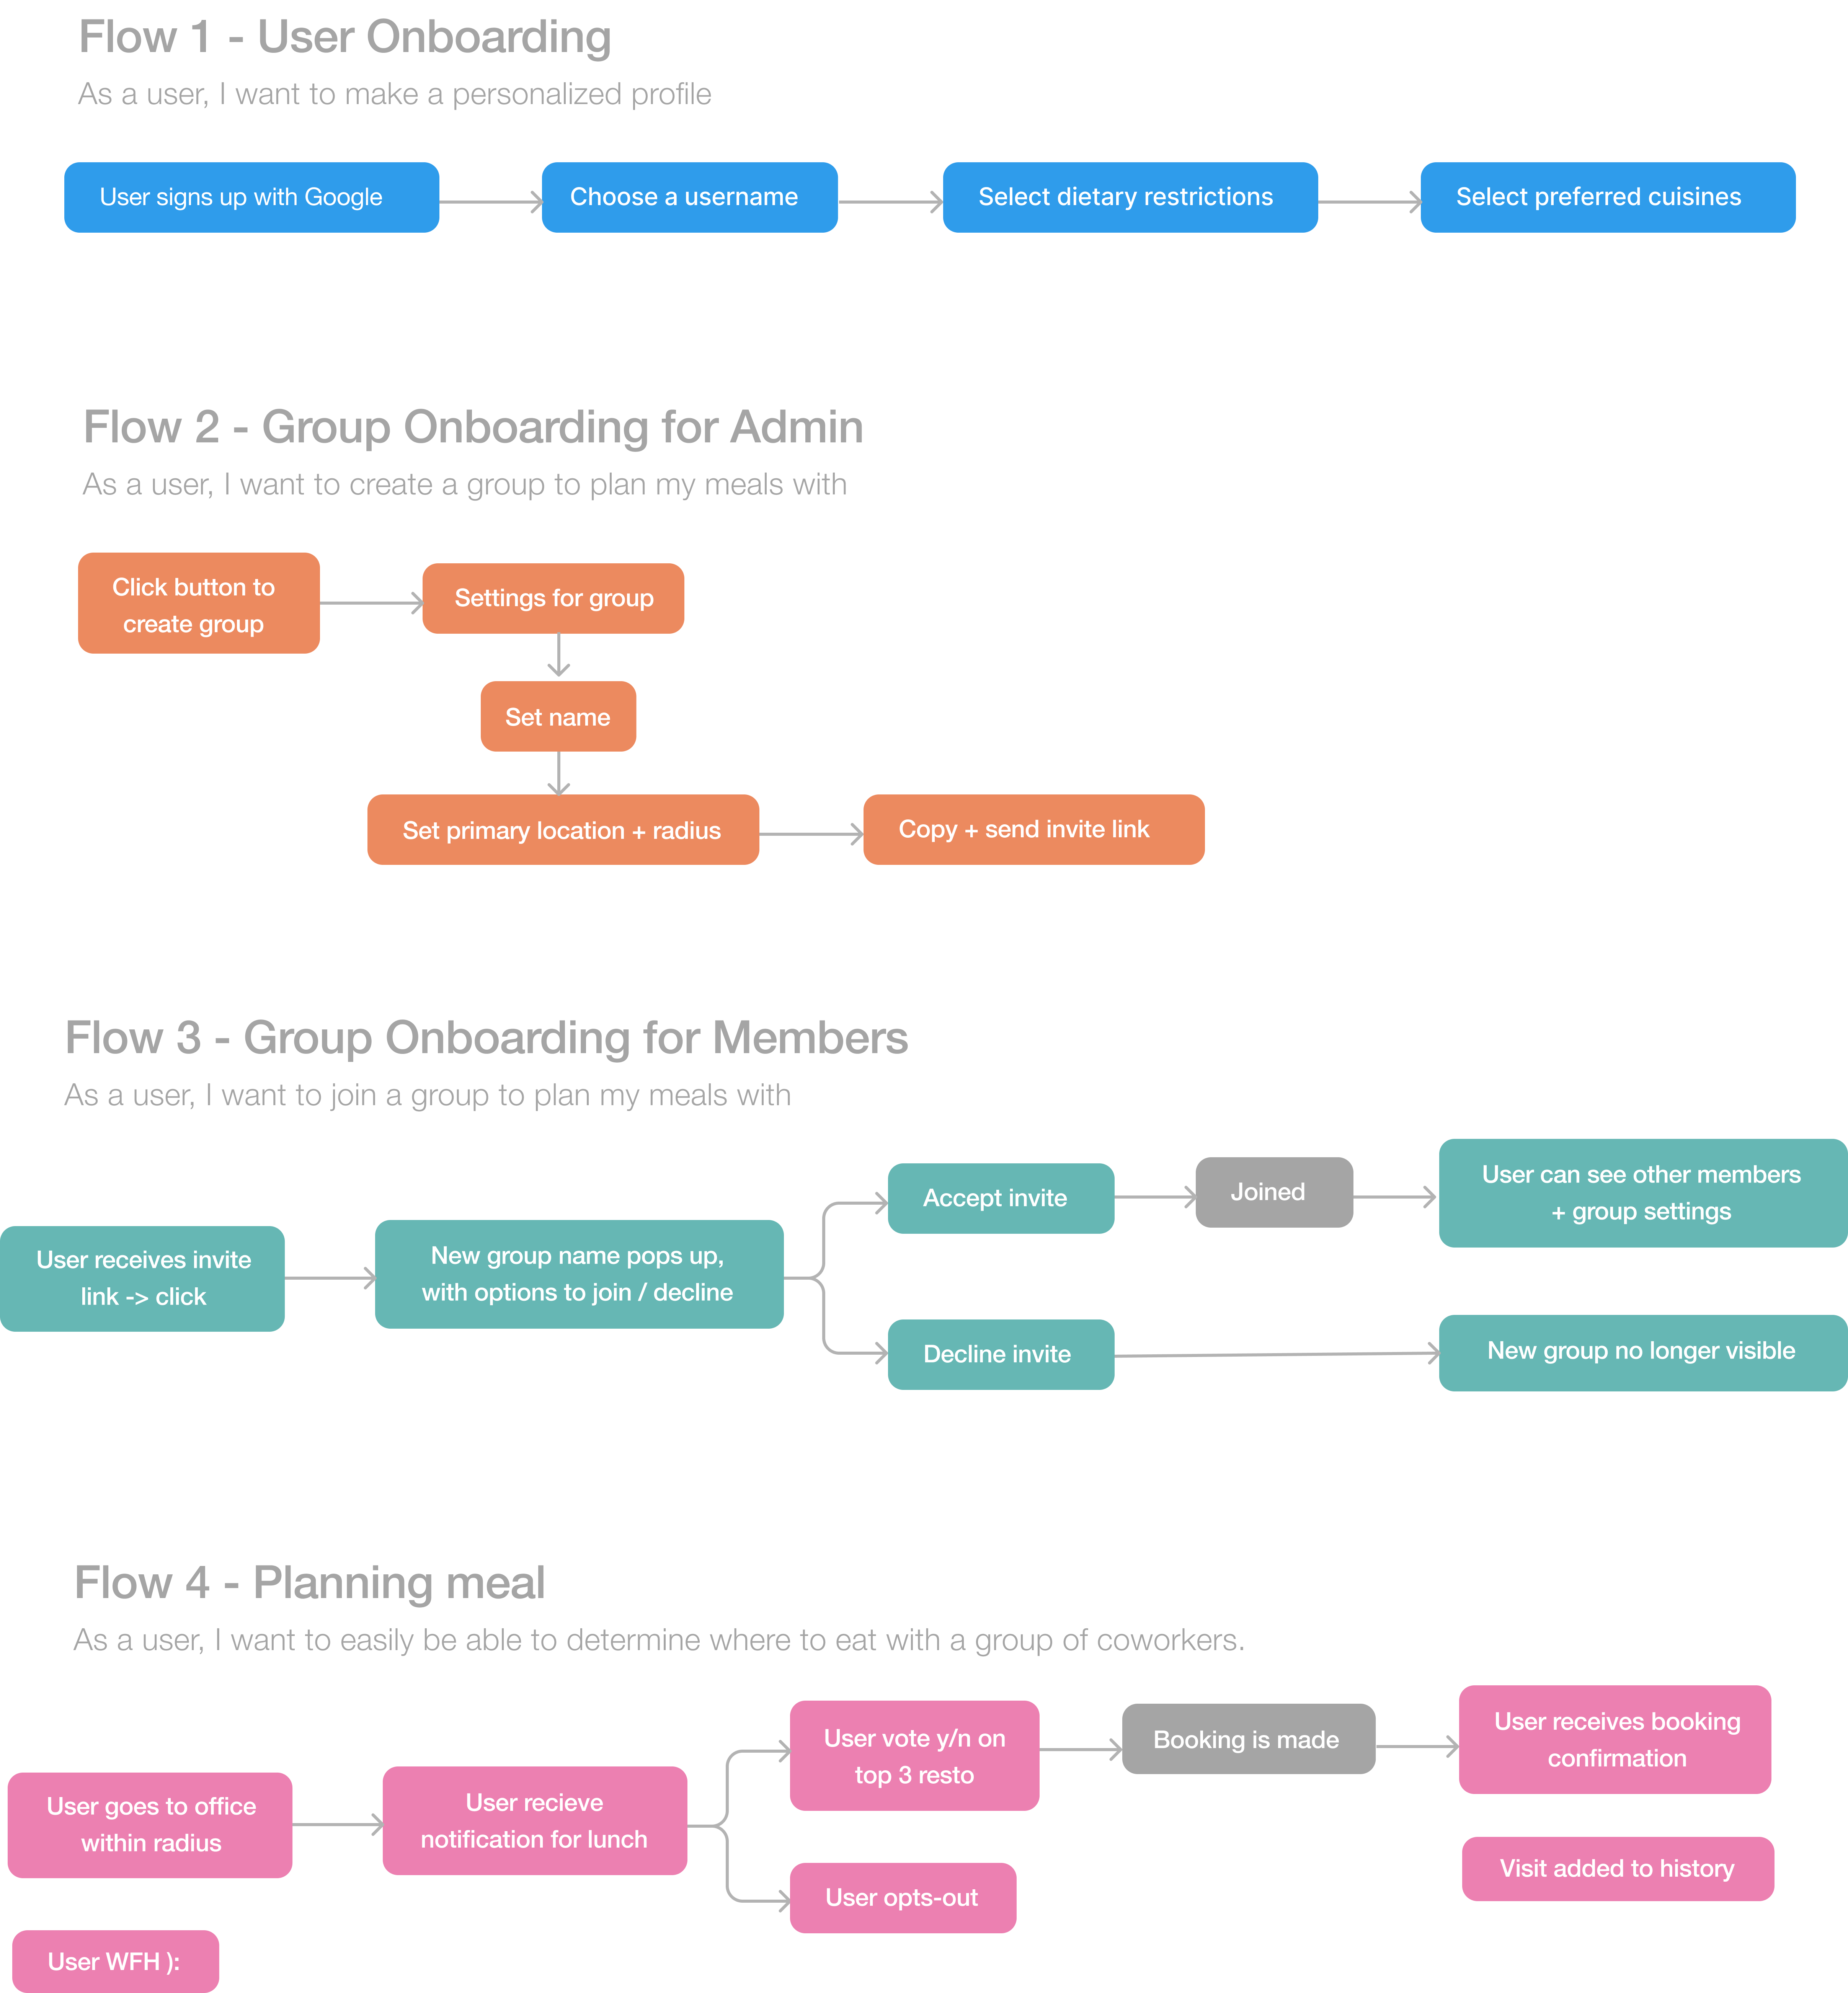 Flow 1 - User Onboarding
As a user, I want to make a personalized profile
User signs up with Google
Choose a username
Select dietary restrictions
Select preferred cuisines
Flow 2 - Group Onboarding for Admin
As a user, I want to create a group to plan my meals with
Click button to
create group
Settings for group
Set name
Set primary location + radius
Copy + send invite link
Flow 3 - Group Onboarding for Members
As a user, I want to join a group to plan my meals with
User receives invite
link -> click
New group name pops up,
with options to join / decline
Accept invite
Joined
User can see other members
+ group settings
Decline invite
New group no longer visible
Flow 4 - Planning meal
As a user, I want to easily be able to determine where to eat with a group of coworkers.
User goes to office
within radius
User recieve
notification for lunch
User vote y/n on
top 3 resto
Booking is made
User receives booking
confirmation
User opts-out
Visit added to history
User WFH ):